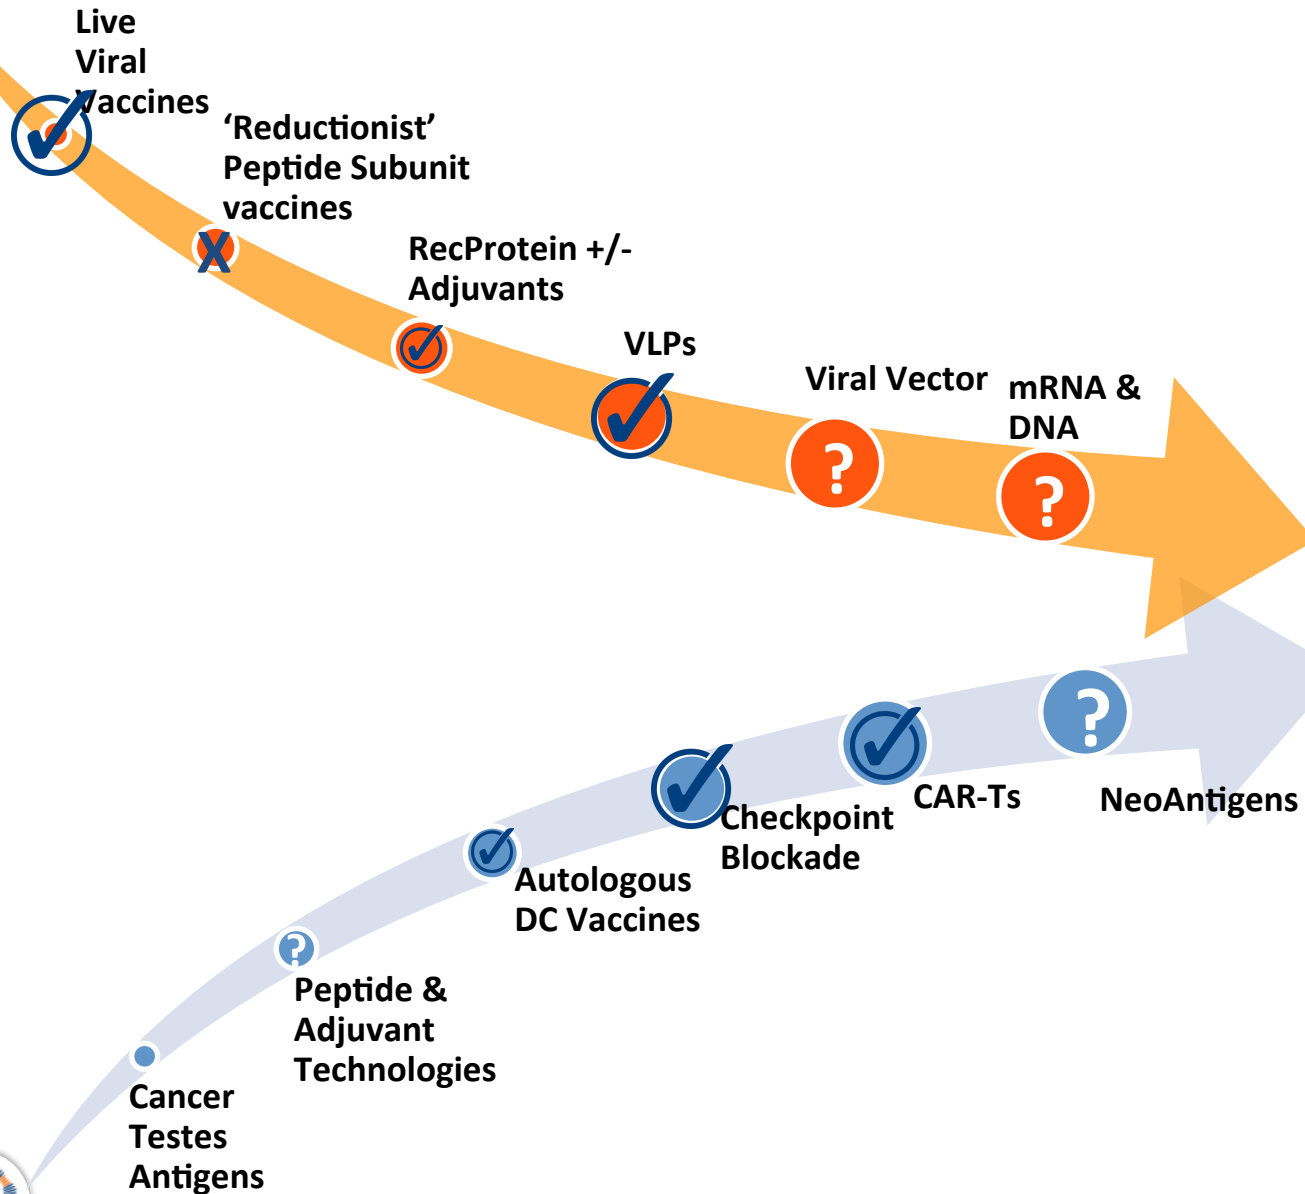 Live
Viral
Vaccines
‘Reductionist’
Peptide Subunit
vaccines
X
RecProtein +/-
Adjuvants
VLPs
Viral Vector
mRNA &
DNA
?
?
?
CAR-Ts
NeoAntigens
Checkpoint
Blockade
Autologous
DC Vaccines
?
Peptide &
Adjuvant
Technologies
Cancer
Testes
Antigens